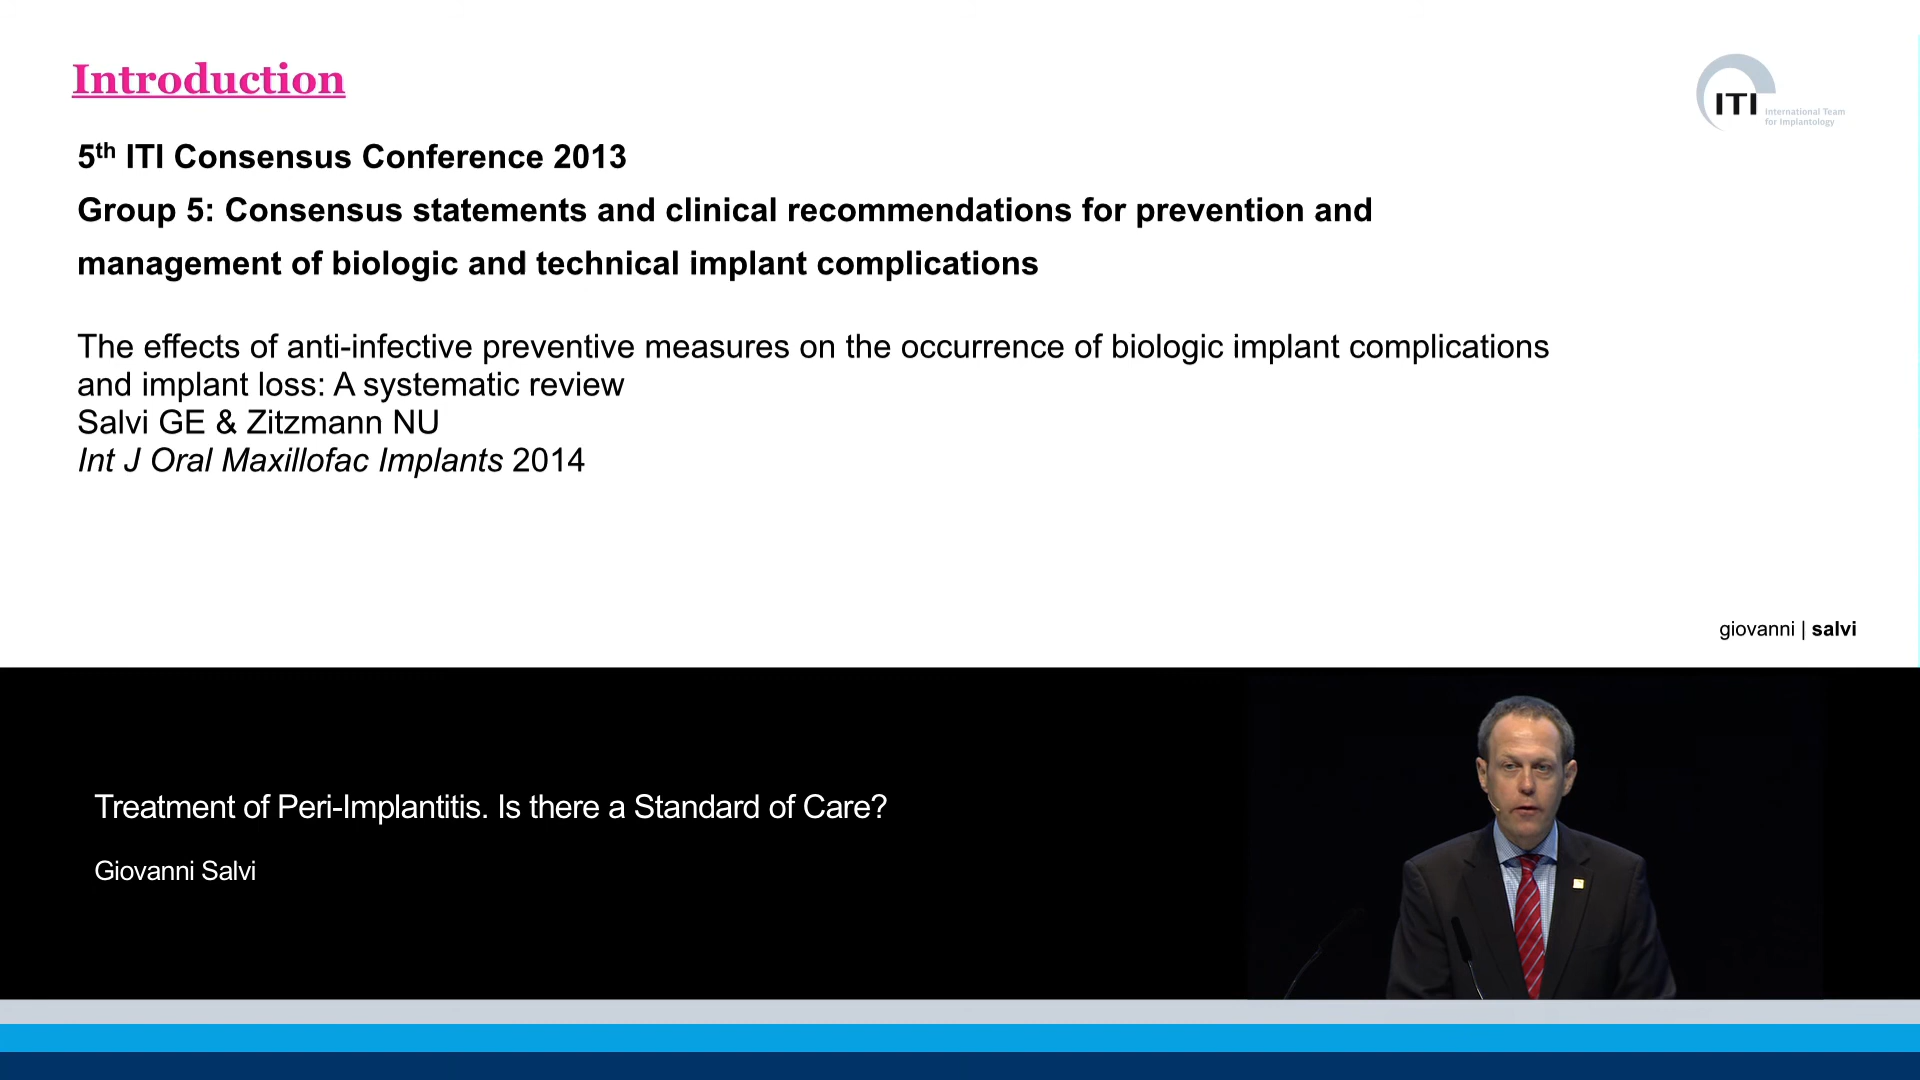 Introduction
ITI
International Team
for Implantology
5th ITI Consensus Conference 2013
Group 5: Consensus statements and clinical recommendations for prevention and
management of biologic and technical implant complications
The effects of anti-infective preventive measures on the occurrence of biologic implant complications
and implant loss: A systematic review
Salvi GE & Zitzmann NU
Int J Oral Maxillofac Implants 2014
giovanni | salvi
Treatment of Peri-Implantitis. Is there a Standard of Care?
Giovanni Salvi